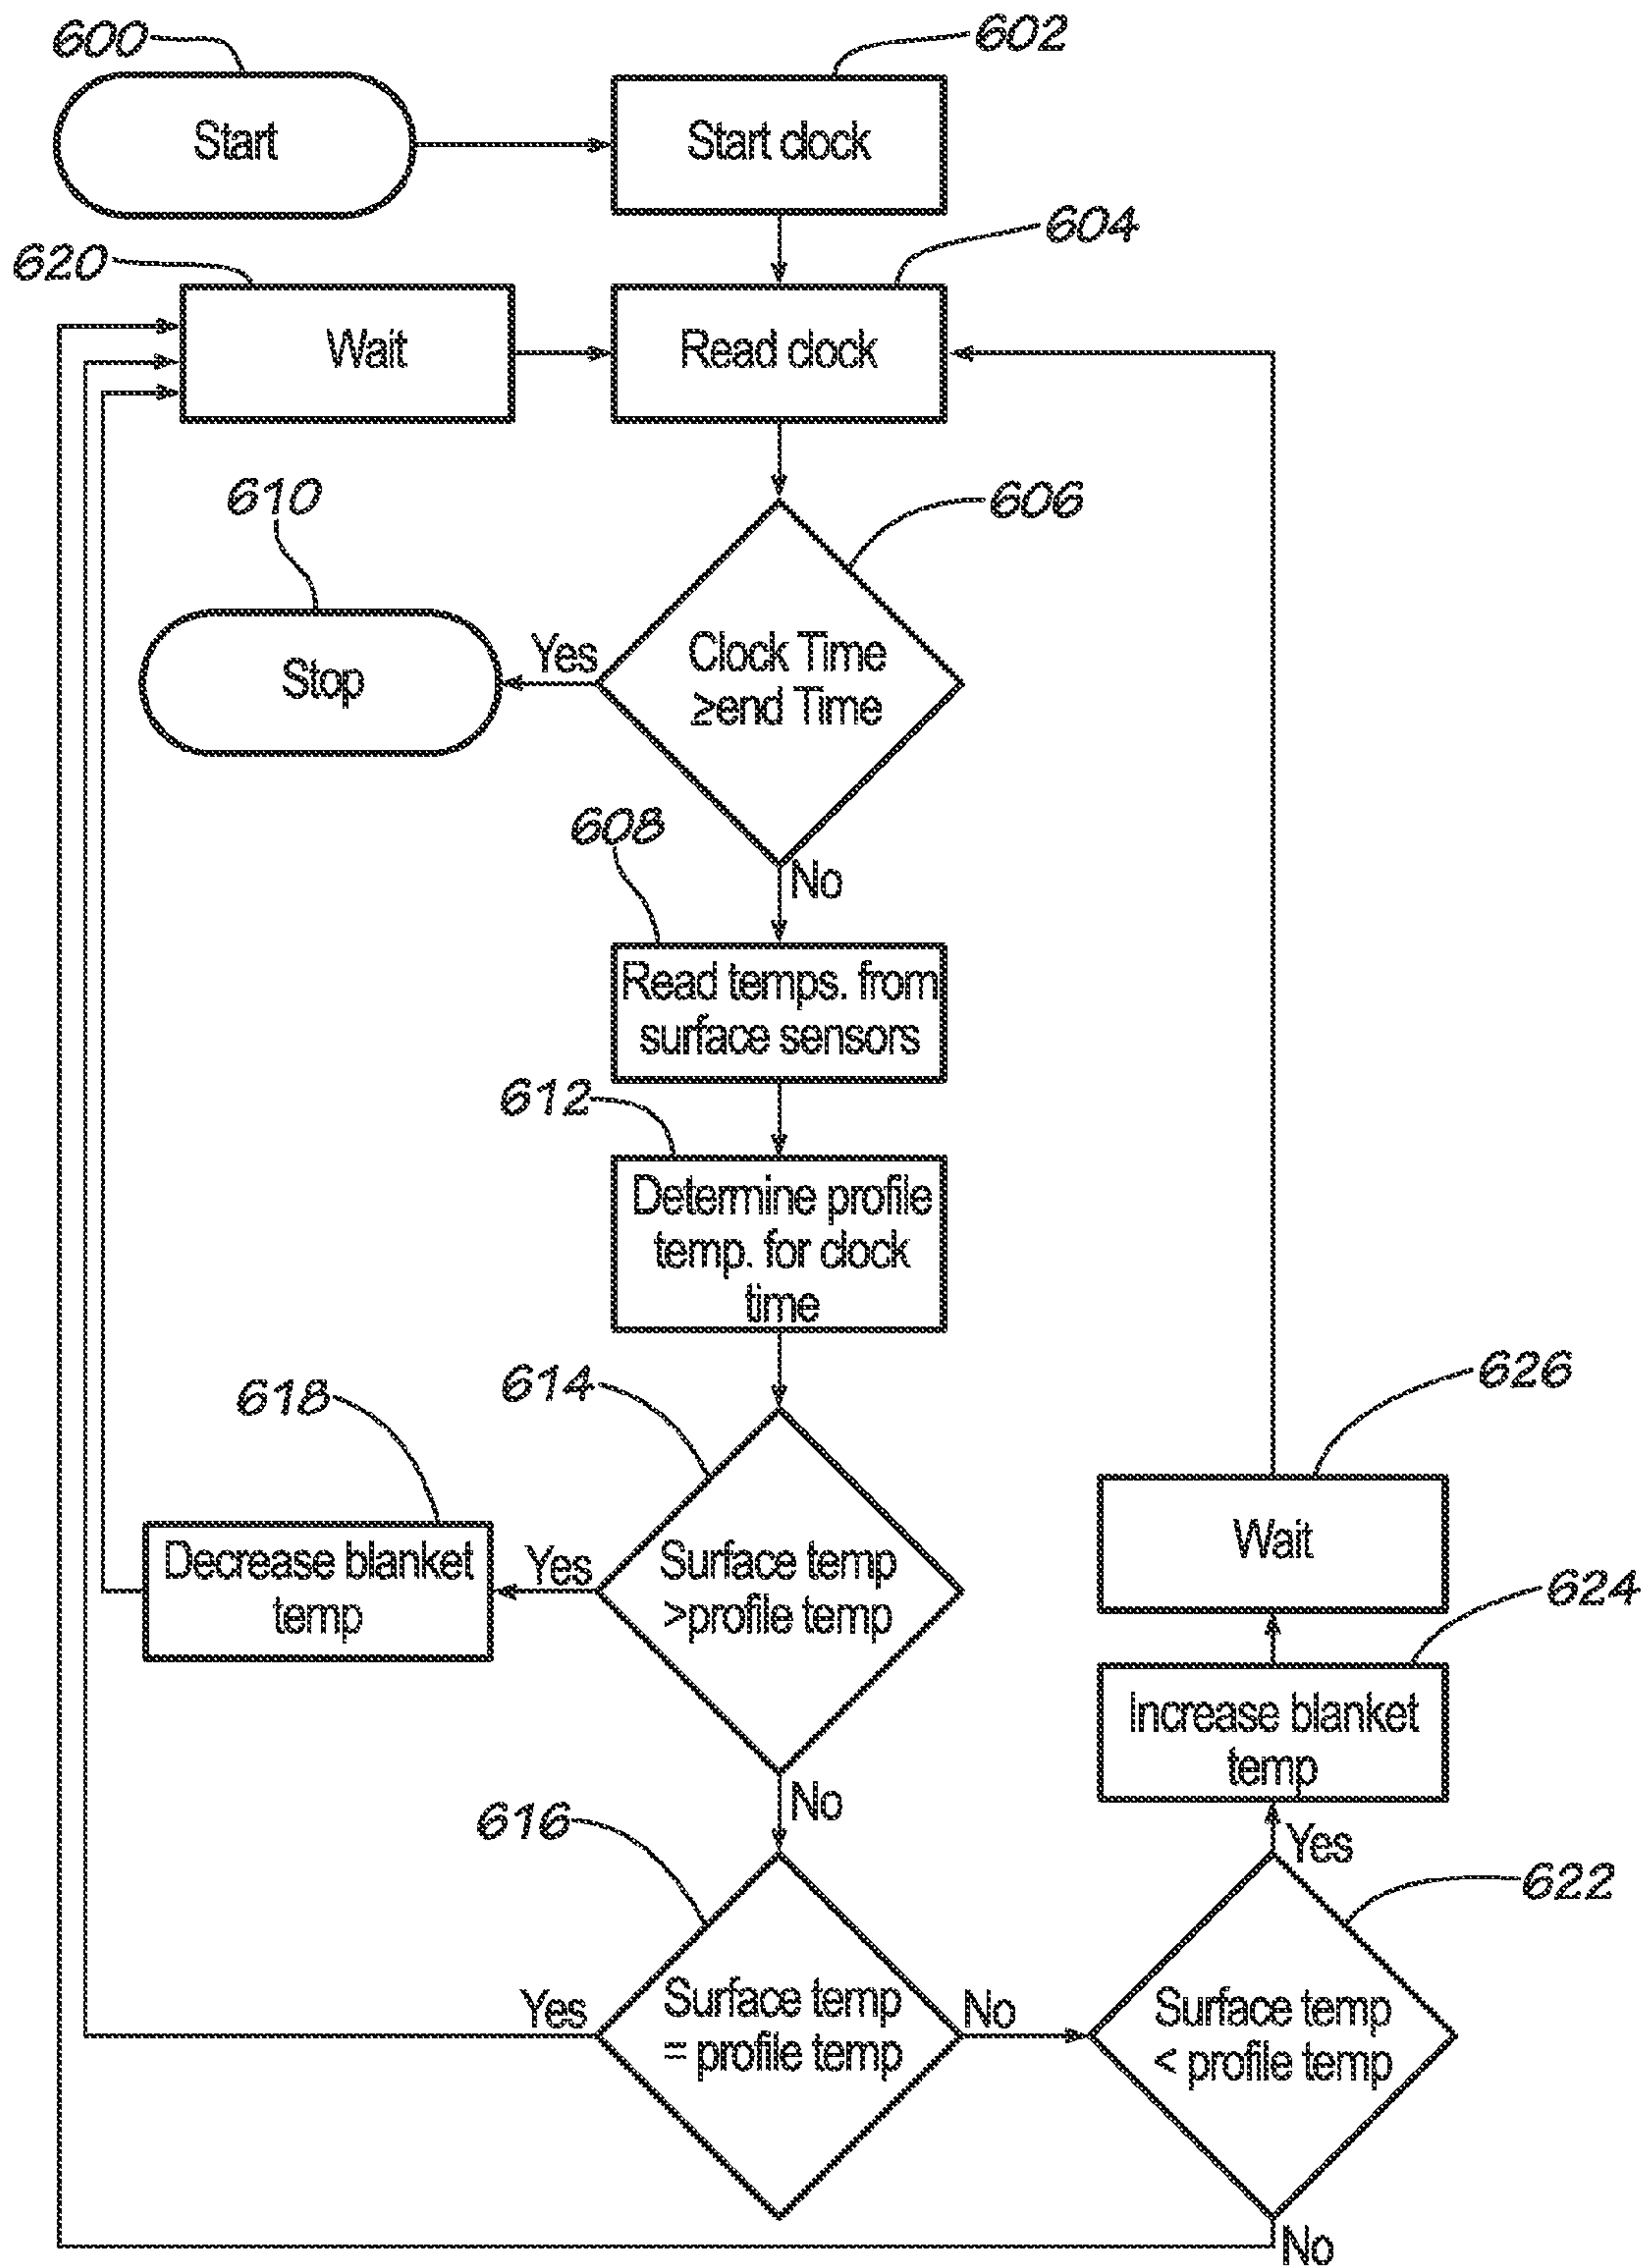 600
602
Start
Start clock
604
620
Wait
Read clock
610
606
Stop
Yes
Clock Time
≥end Time
608
No
Read temps. from
surface sensors
612
Determine profile
temp. for clock
time
618
614
626
Decrease blanket
temp
Yes
Surface temp
>profile temp
Wait
624
Increase blanket
temp
No
616
Yes
622
Yes
Surface temp
= profile temp
No
Surface temp
< profile temp
No